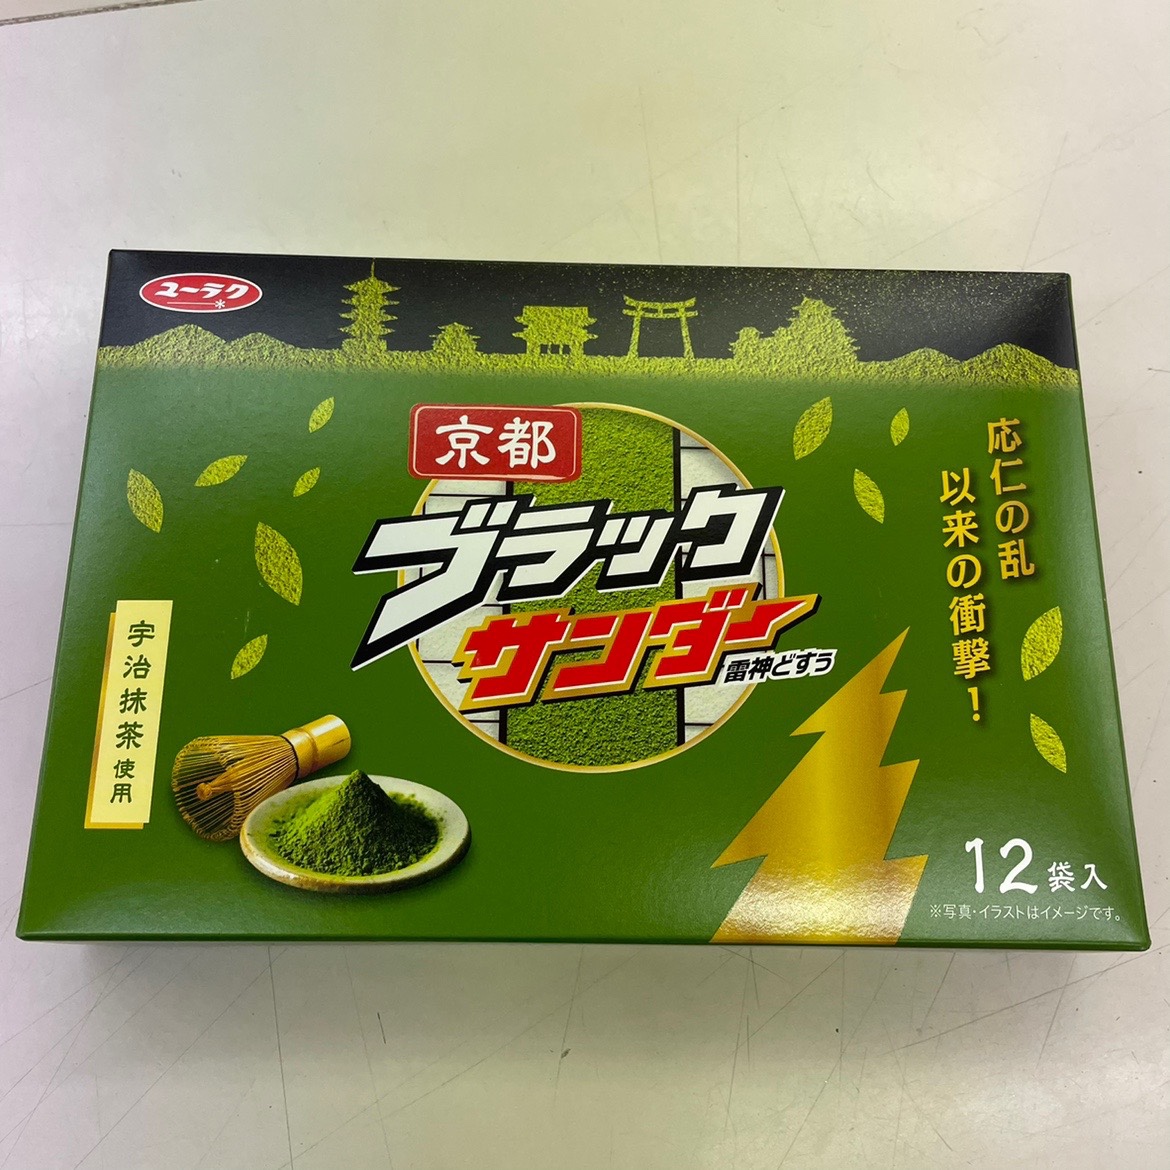 ユーラク
京都
ブラック
サンダー
雷神どすう
応仁の乱
以来の衝撃！
宇治抹茶使用
12袋入
※写真・イラストはイメージです。